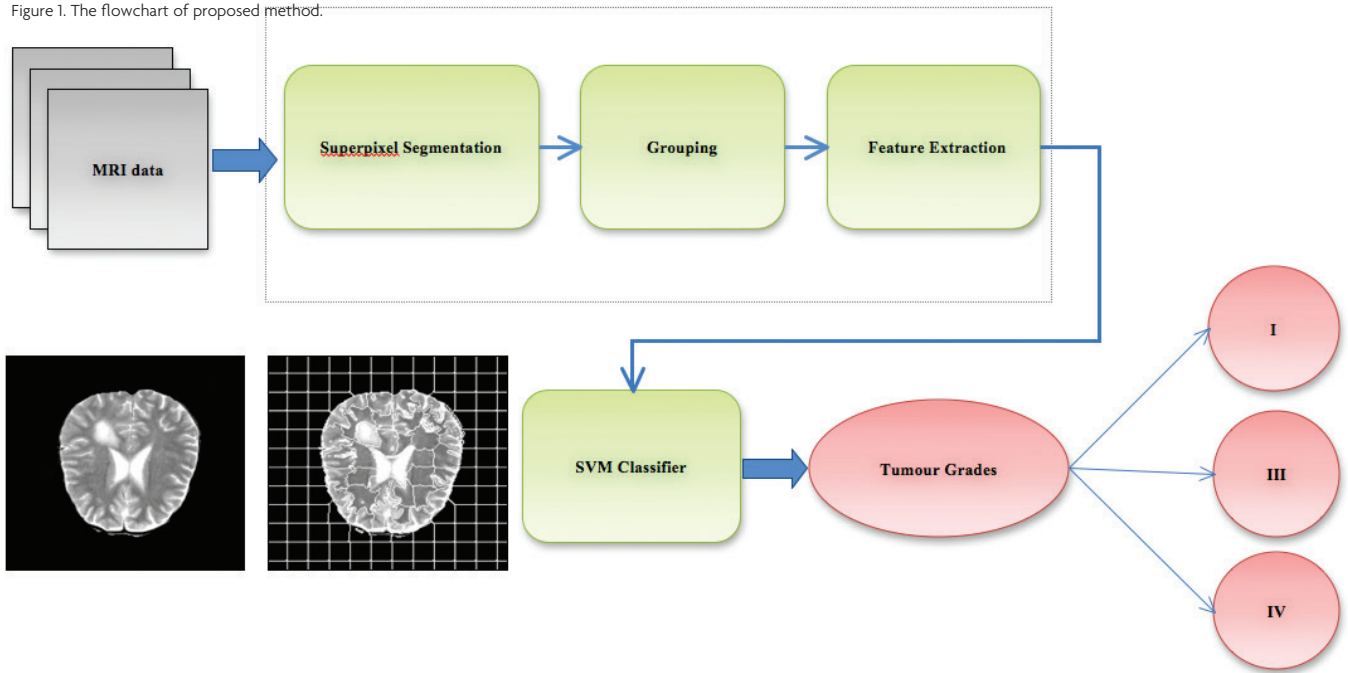 Figure 1. The flowchart of proposed method.
MRI data
Superpixel Segmentation
Grouping
Feature Extraction
SVM Classifier
Tumour Grades
I
III
IV